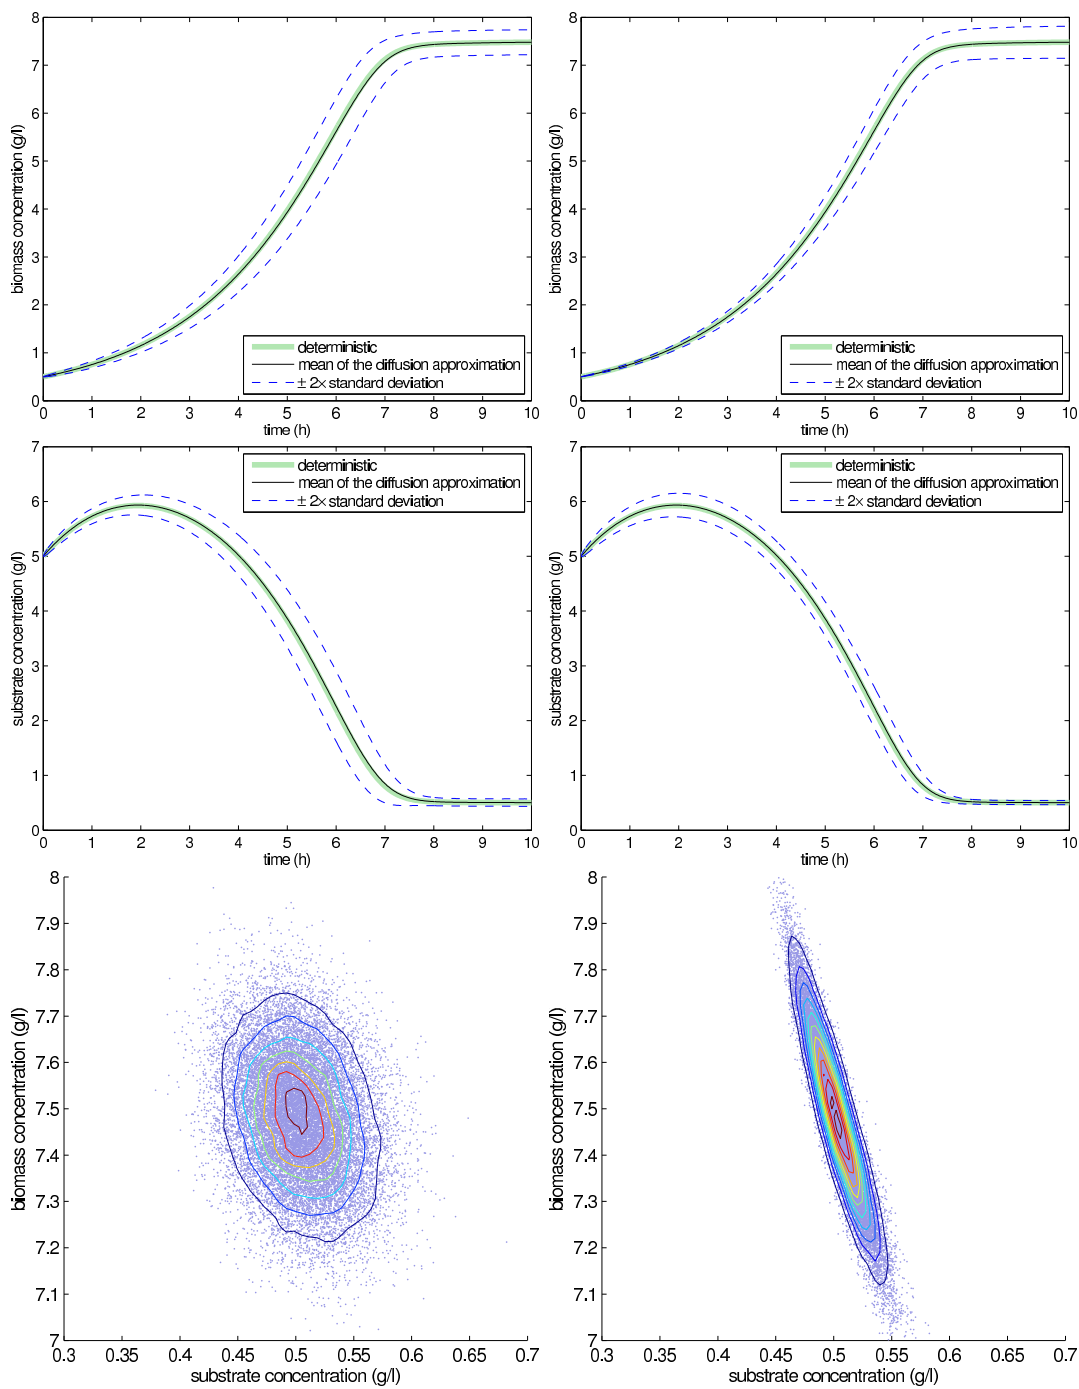 8
7
6
5
4
3
2
1
0
biomass concentration (g/l)
deterministic
mean of the diffusion approximation
± 2× standard deviation
0 1 2 3 4 5 6 7 8 9 10
time (h)
8
7
6
5
4
3
2
1
0
biomass concentration (g/l)
deterministic
mean of the diffusion approximation
± 2× standard deviation
0 1 2 3 4 5 6 7 8 9 10
time (h)
7
6
5
4
3
2
1
0
substrate concentration (g/l)
deterministic
mean of the diffusion approximation
± 2× standard deviation
0 1 2 3 4 5 6 7 8 9 10
time (h)
7
6
5
4
3
2
1
0
substrate concentration (g/l)
deterministic
mean of the diffusion approximation
± 2× standard deviation
0 1 2 3 4 5 6 7 8 9 10
time (h)
8
7.9
7.8
7.7
7.6
7.5
7.4
7.3
7.2
7.1
7
biomass concentration (g/l)
0.3 0.35 0.4 0.45 0.5 0.55 0.6 0.65 0.7
substrate concentration (g/l)
8
7.9
7.8
7.7
7.6
7.5
7.4
7.3
7.2
7.1
7
biomass concentration (g/l)
0.3 0.35 0.4 0.45 0.5 0.55 0.6 0.65 0.7
substrate concentration (g/l)